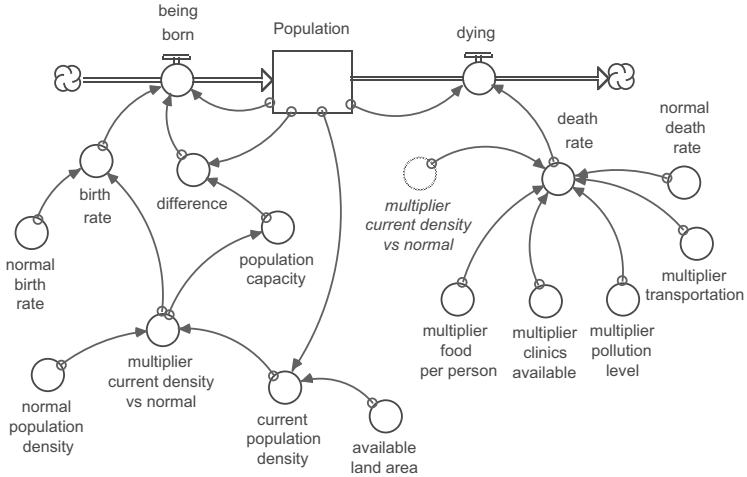 being
born
Population
dying
death
rate
normal
death
rate
birth
rate
difference
multiplier
current density
vs normal
normal
birth
rate
population
capacity
multiplier
transportation
multiplier
food
per person
multiplier
clinics
available
multiplier
pollution
level
multiplier
current density
vs normal
normal
population
density
current
population
density
available
land area